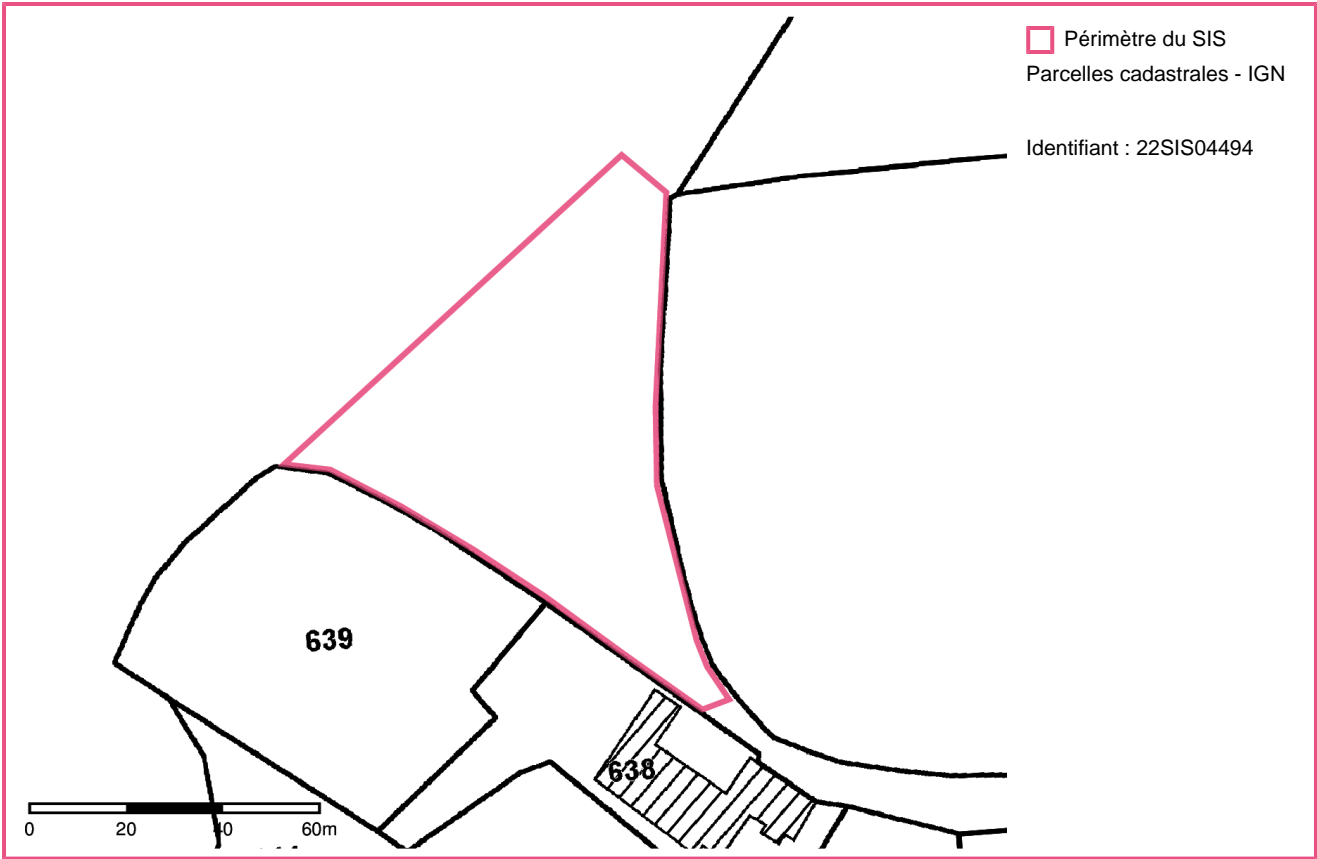 Périmètre du SIS
Parcelles cadastrales - IGN
Identifiant : 22SIS04494
639
638
0 20 40 60m